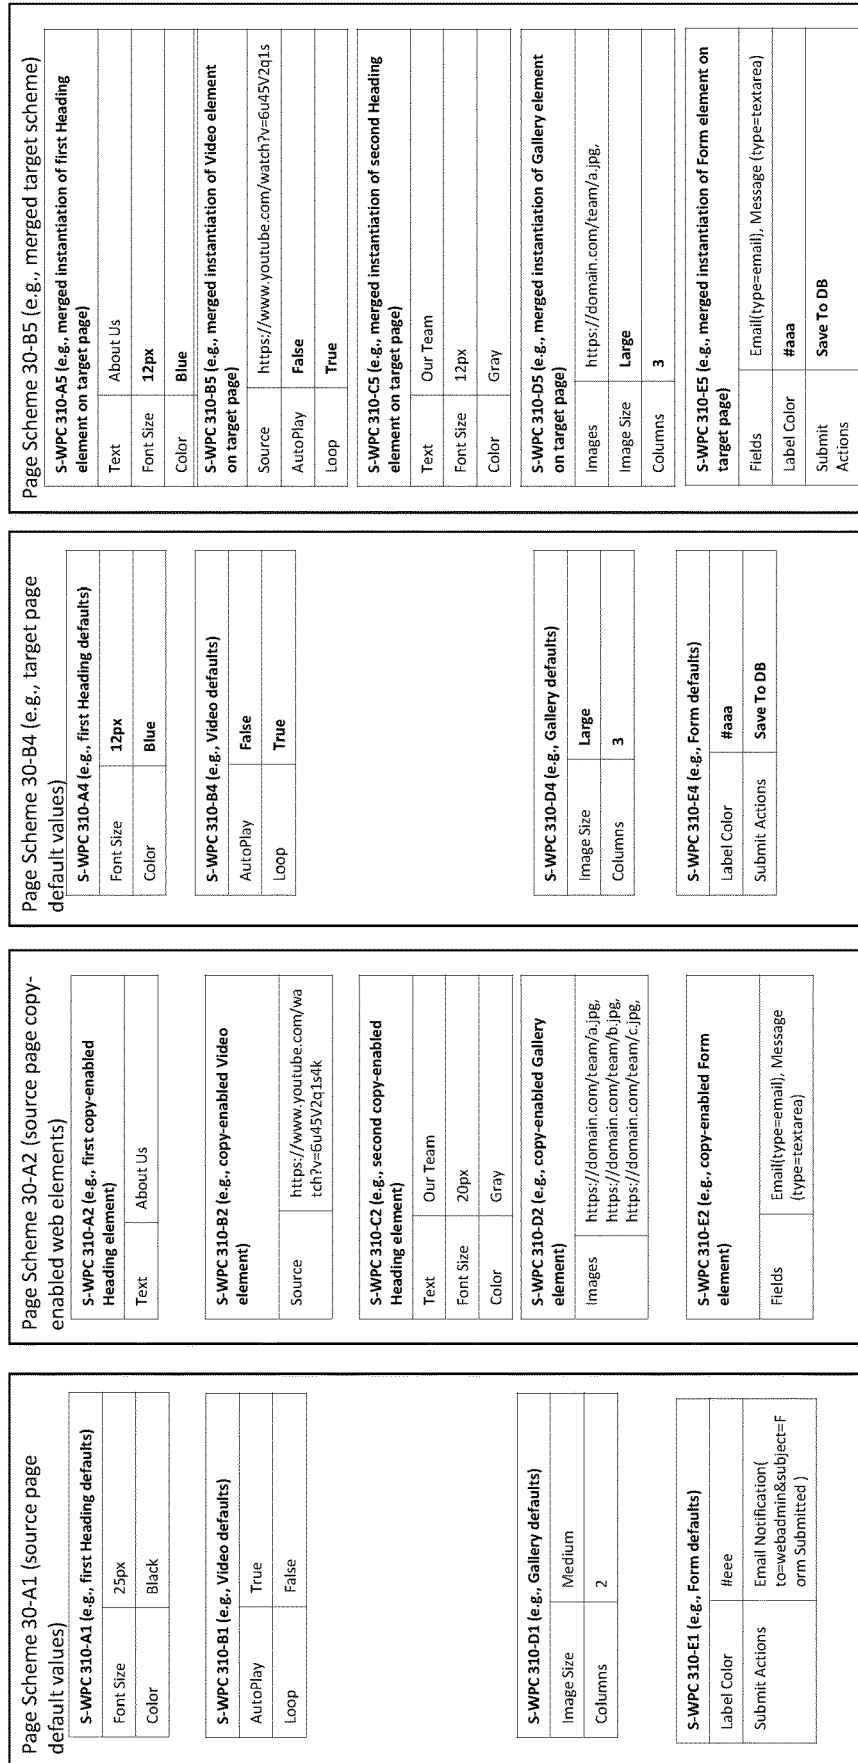 Page Scheme 30-A1 (source page
default values)
S-WPC 310-A1 (e.g., first Heading defaults)
Font Size 25px
Color Black
S-WPC 310-B1 (e.g., Video defaults)
AutoPlay True
Loop False
S-WPC 310-D1 (e.g., Gallery defaults)
Image Size Medium
Columns 2
S-WPC 310-E1 (e.g., Form defaults)
Label Color #eee
Submit Actions Email Notification(
to=webadmin&subject=F
orm Submitted )
Page Scheme 30-A2 (source page copy-
enabled web elements)
S-WPC 310-A2 (e.g., first copy-enabled
Heading element)
Text About Us
S-WPC 310-B2 (e.g., copy-enabled Video
element)
Source https://www.youtube.com/wa
tch?v=6u45V2q1s4k
S-WPC 310-C2 (e.g., second copy-enabled
Heading element)
Text Our Team
Font Size 20px
Color Gray
S-WPC 310-D2 (e.g., copy-enabled Gallery
element)
Images https://domain.com/team/a.jpg,
https://domain.com/team/b.jpg,
https://domain.com/team/c.jpg,
S-WPC 310-E2 (e.g., copy-enabled Form
element)
Fields Email(type=email), Message
(type=textarea)
Page Scheme 30-B4 (e.g., target page
default values)
S-WPC 310-A4 (e.g., first Heading defaults)
Font Size 12px
Color Blue
S-WPC 310-B4 (e.g., Video defaults)
AutoPlay False
Loop True
S-WPC 310-D4 (e.g., Gallery defaults)
Image Size Large
Columns 3
S-WPC 310-E4 (e.g., Form defaults)
Label Color #aaa
Submit Actions Save To DB
Page Scheme 30-B5 (e.g., merged target scheme)
S-WPC 310-A5 (e.g., merged instantiation of first Heading
element on target page)
Text About Us
Font Size 12px
Color Blue
S-WPC 310-B5 (e.g., merged instantiation of Video element
on target page)
Source https://www.youtube.com/watch?v=6u45V2q1s
AutoPlay False
Loop True
S-WPC 310-C5 (e.g., merged instantiation of second Heading
element on target page)
Text Our Team
Font Size 12px
Color Gray
S-WPC 310-D5 (e.g., merged instantiation of Gallery element
on target page)
Images https://domain.com/team/a.jpg,
Image Size Large
Columns 3
S-WPC 310-E5 (e.g., merged instantiation of Form element on
target page)
Fields Email(type=email), Message (type=textarea)
Label Color #aaa
Submit Save To DB
Actions